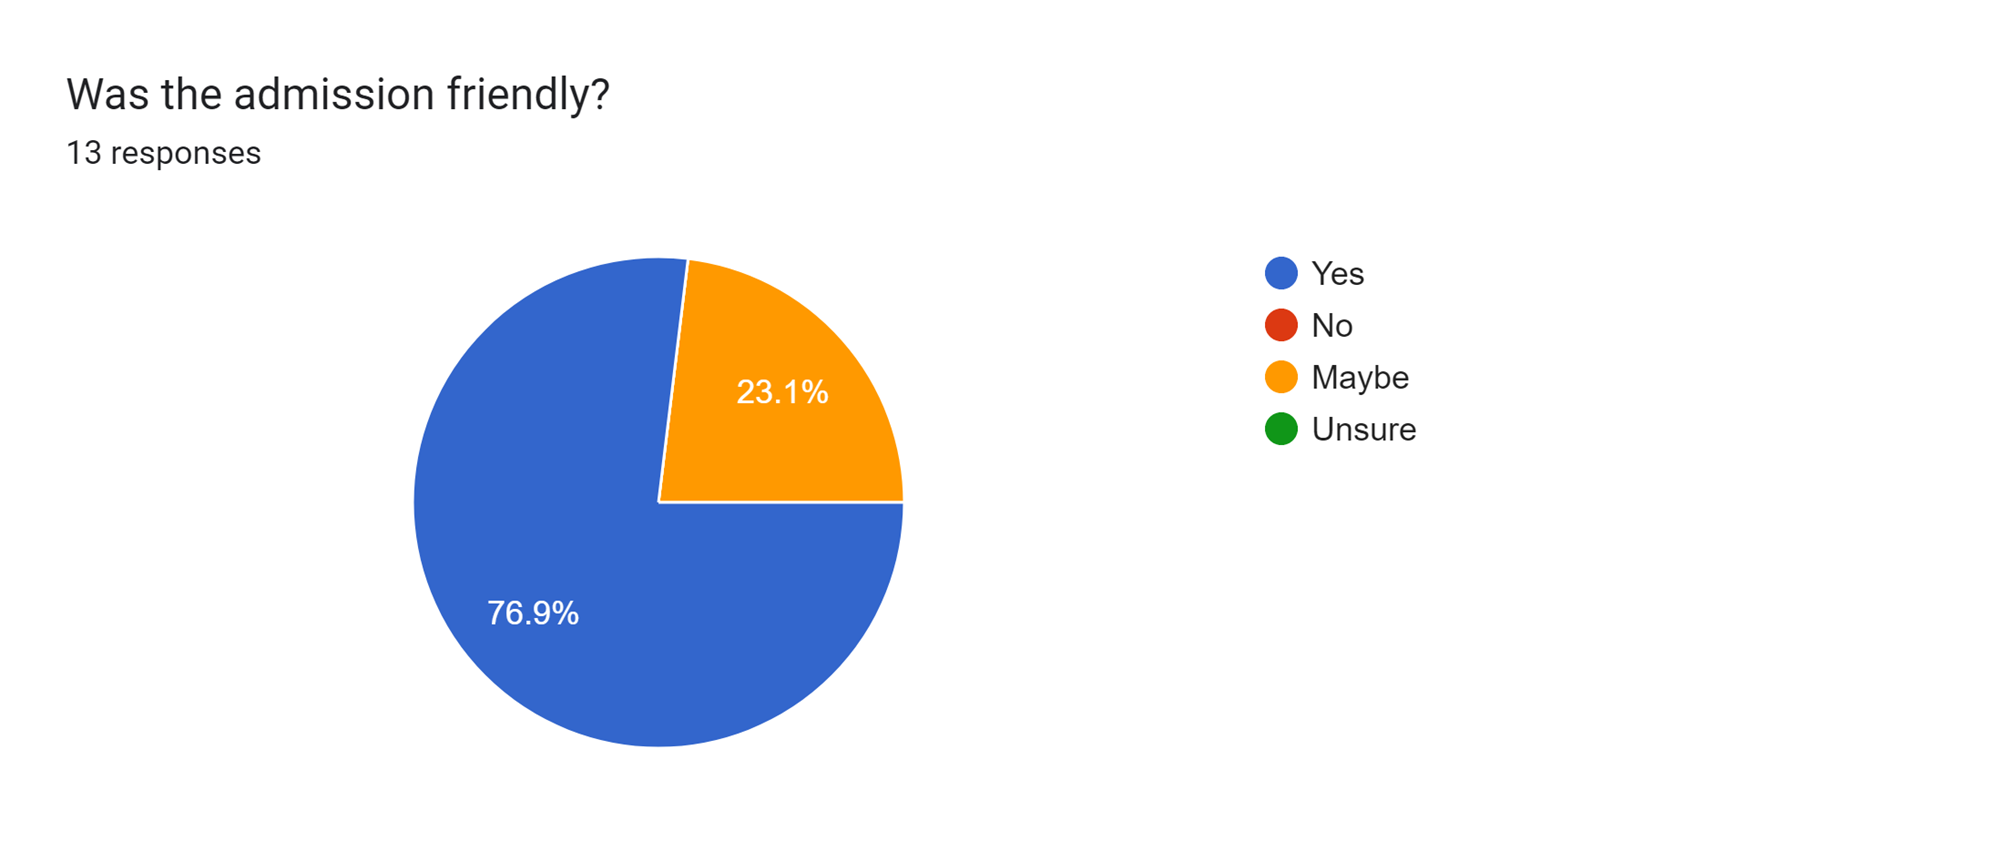 Was the admission friendly?
13 responses
Yes
No
Maybe
Unsure
23.1%
76.9%